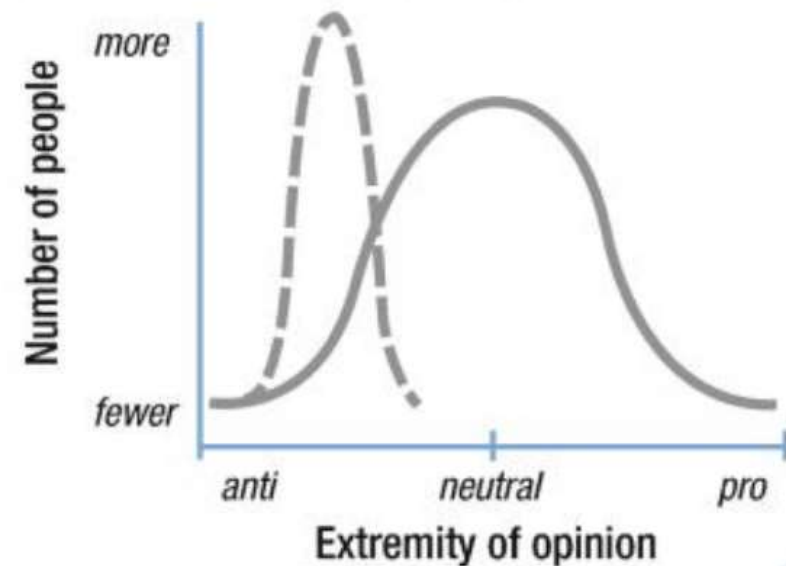 more
Number of people
fewer
anti neutral pro
Extremity of opinion